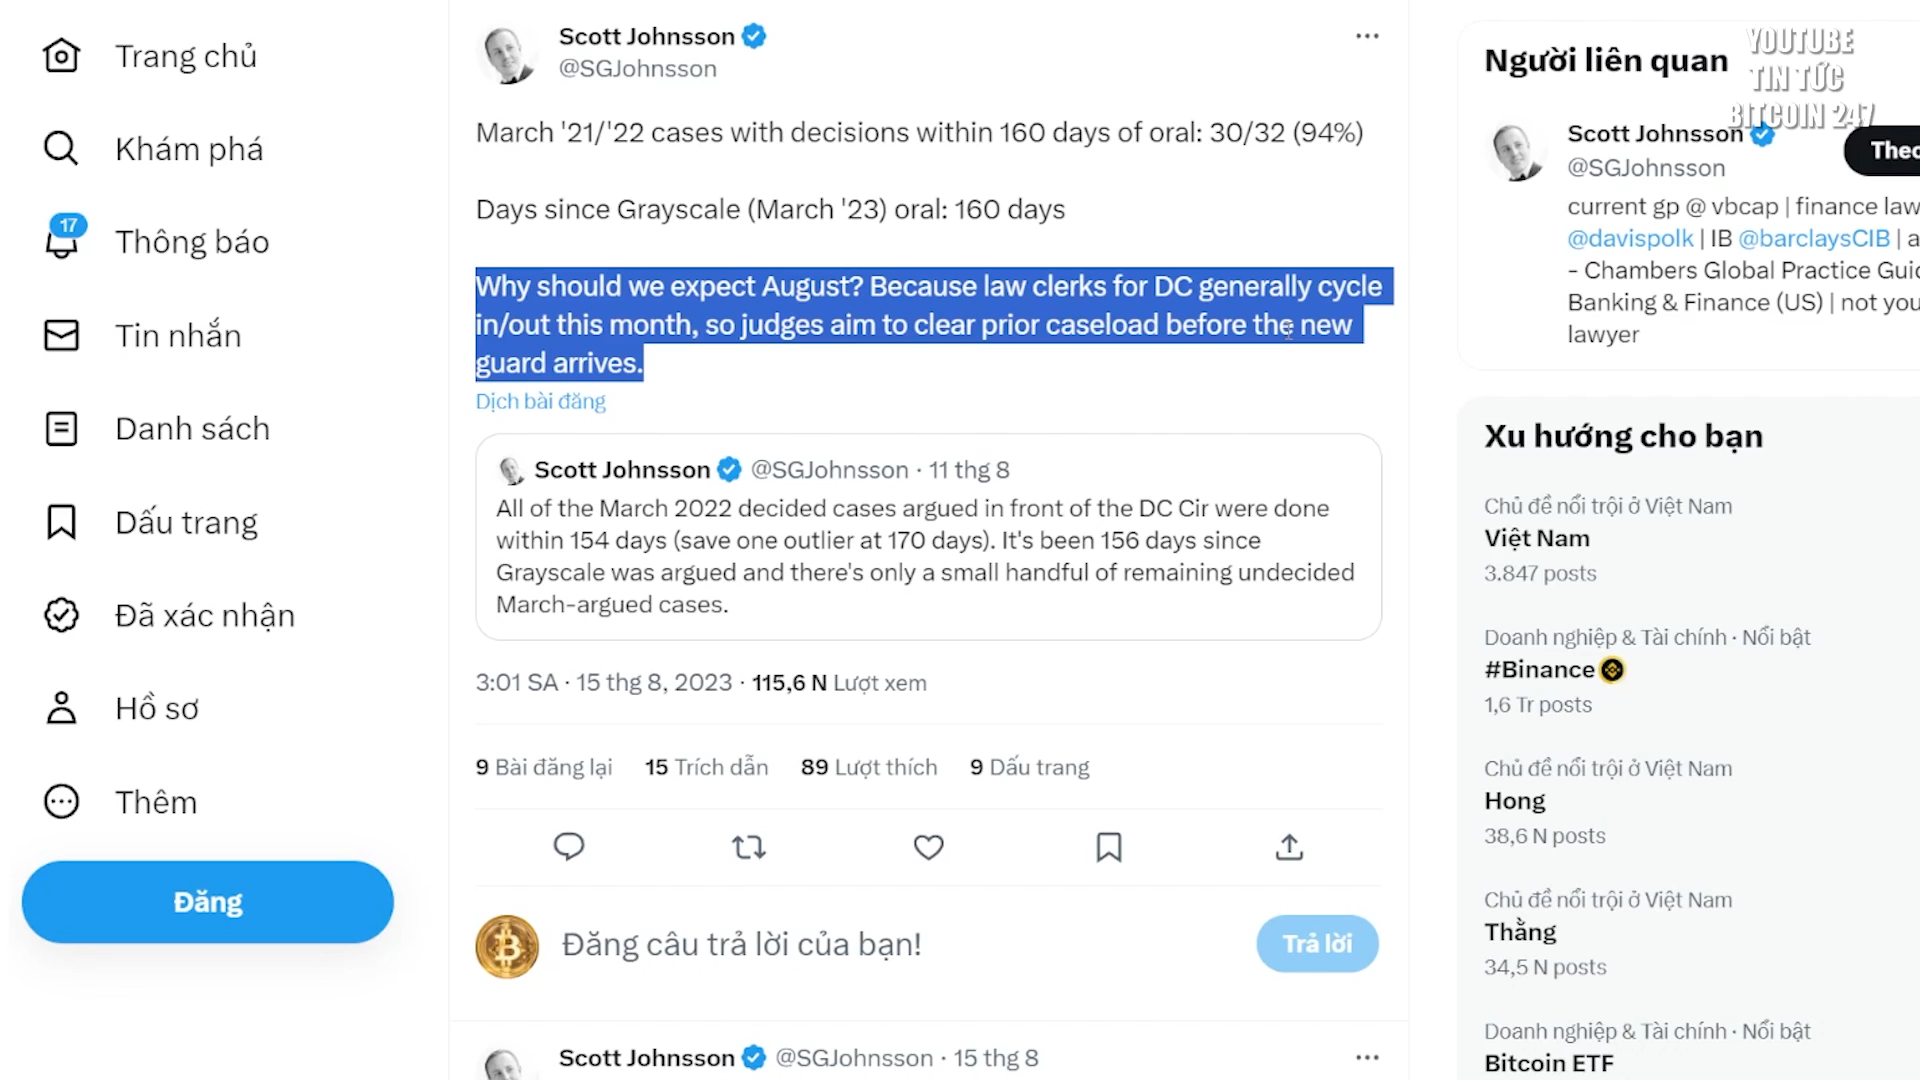 Trang chủ
Khám phá
17
Thông báo
Tin nhắn
Danh sách
Dấu trang
Đã xác nhận
Hồ sơ
Thêm
Đăng
Scott Johnsson
@SGJohnsson
March '21/'22 cases with decisions within 160 days of oral: 30/32 (94%)
Days since Grayscale (March '23) oral: 160 days
Why should we expect August? Because law clerks for DC generally cycle
in/out this month, so judges aim to clear prior caseload before the new
guard arrives.
Dịch bài đăng
Scott Johnsson @SGJohnsson · 11 thg 8
All of the March 2022 decided cases argued in front of the DC Cir were done
within 154 days (save one outlier at 170 days). It's been 156 days since
Grayscale was argued and there's only a small handful of remaining undecided
March-argued cases.
3:01 SA · 15 thg 8, 2023 · 115,6 N Lượt xem
9 Bài đăng lại 15 Trích dẫn 89 Lượt thích 9 Dấu trang
Đăng câu trả lời của bạn!
Trả lời
Scott Johnsson @SGJohnsson · 15 thg 8
Người liên quan
YOUTUBE
TIN TỨC
BITCOIN 247
Scott Johnsson
@SGJohnsson
current gp @ vbcap | finance law
@davispolk | IB @barclaysCIB | a
- Chambers Global Practice Guid
Banking & Finance (US) | not you
lawyer
Xu hướng cho bạn
Chủ đề nổi trội ở Việt Nam
Việt Nam
3.847 posts
Doanh nghiệp & Tài chính · Nổi bật
#Binance
1,6 Tr posts
Chủ đề nổi trội ở Việt Nam
Hong
38,6 N posts
Chủ đề nổi trội ở Việt Nam
Thằng
34,5 N posts
Doanh nghiệp & Tài chính · Nổi bật
Bitcoin ETF